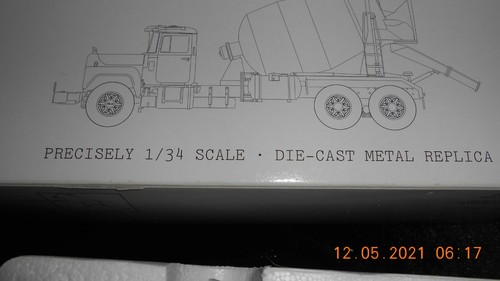 PRECISELY 1/34 SCALE · DIE-CAST METAL REPLICA
12.05.2021 06:17